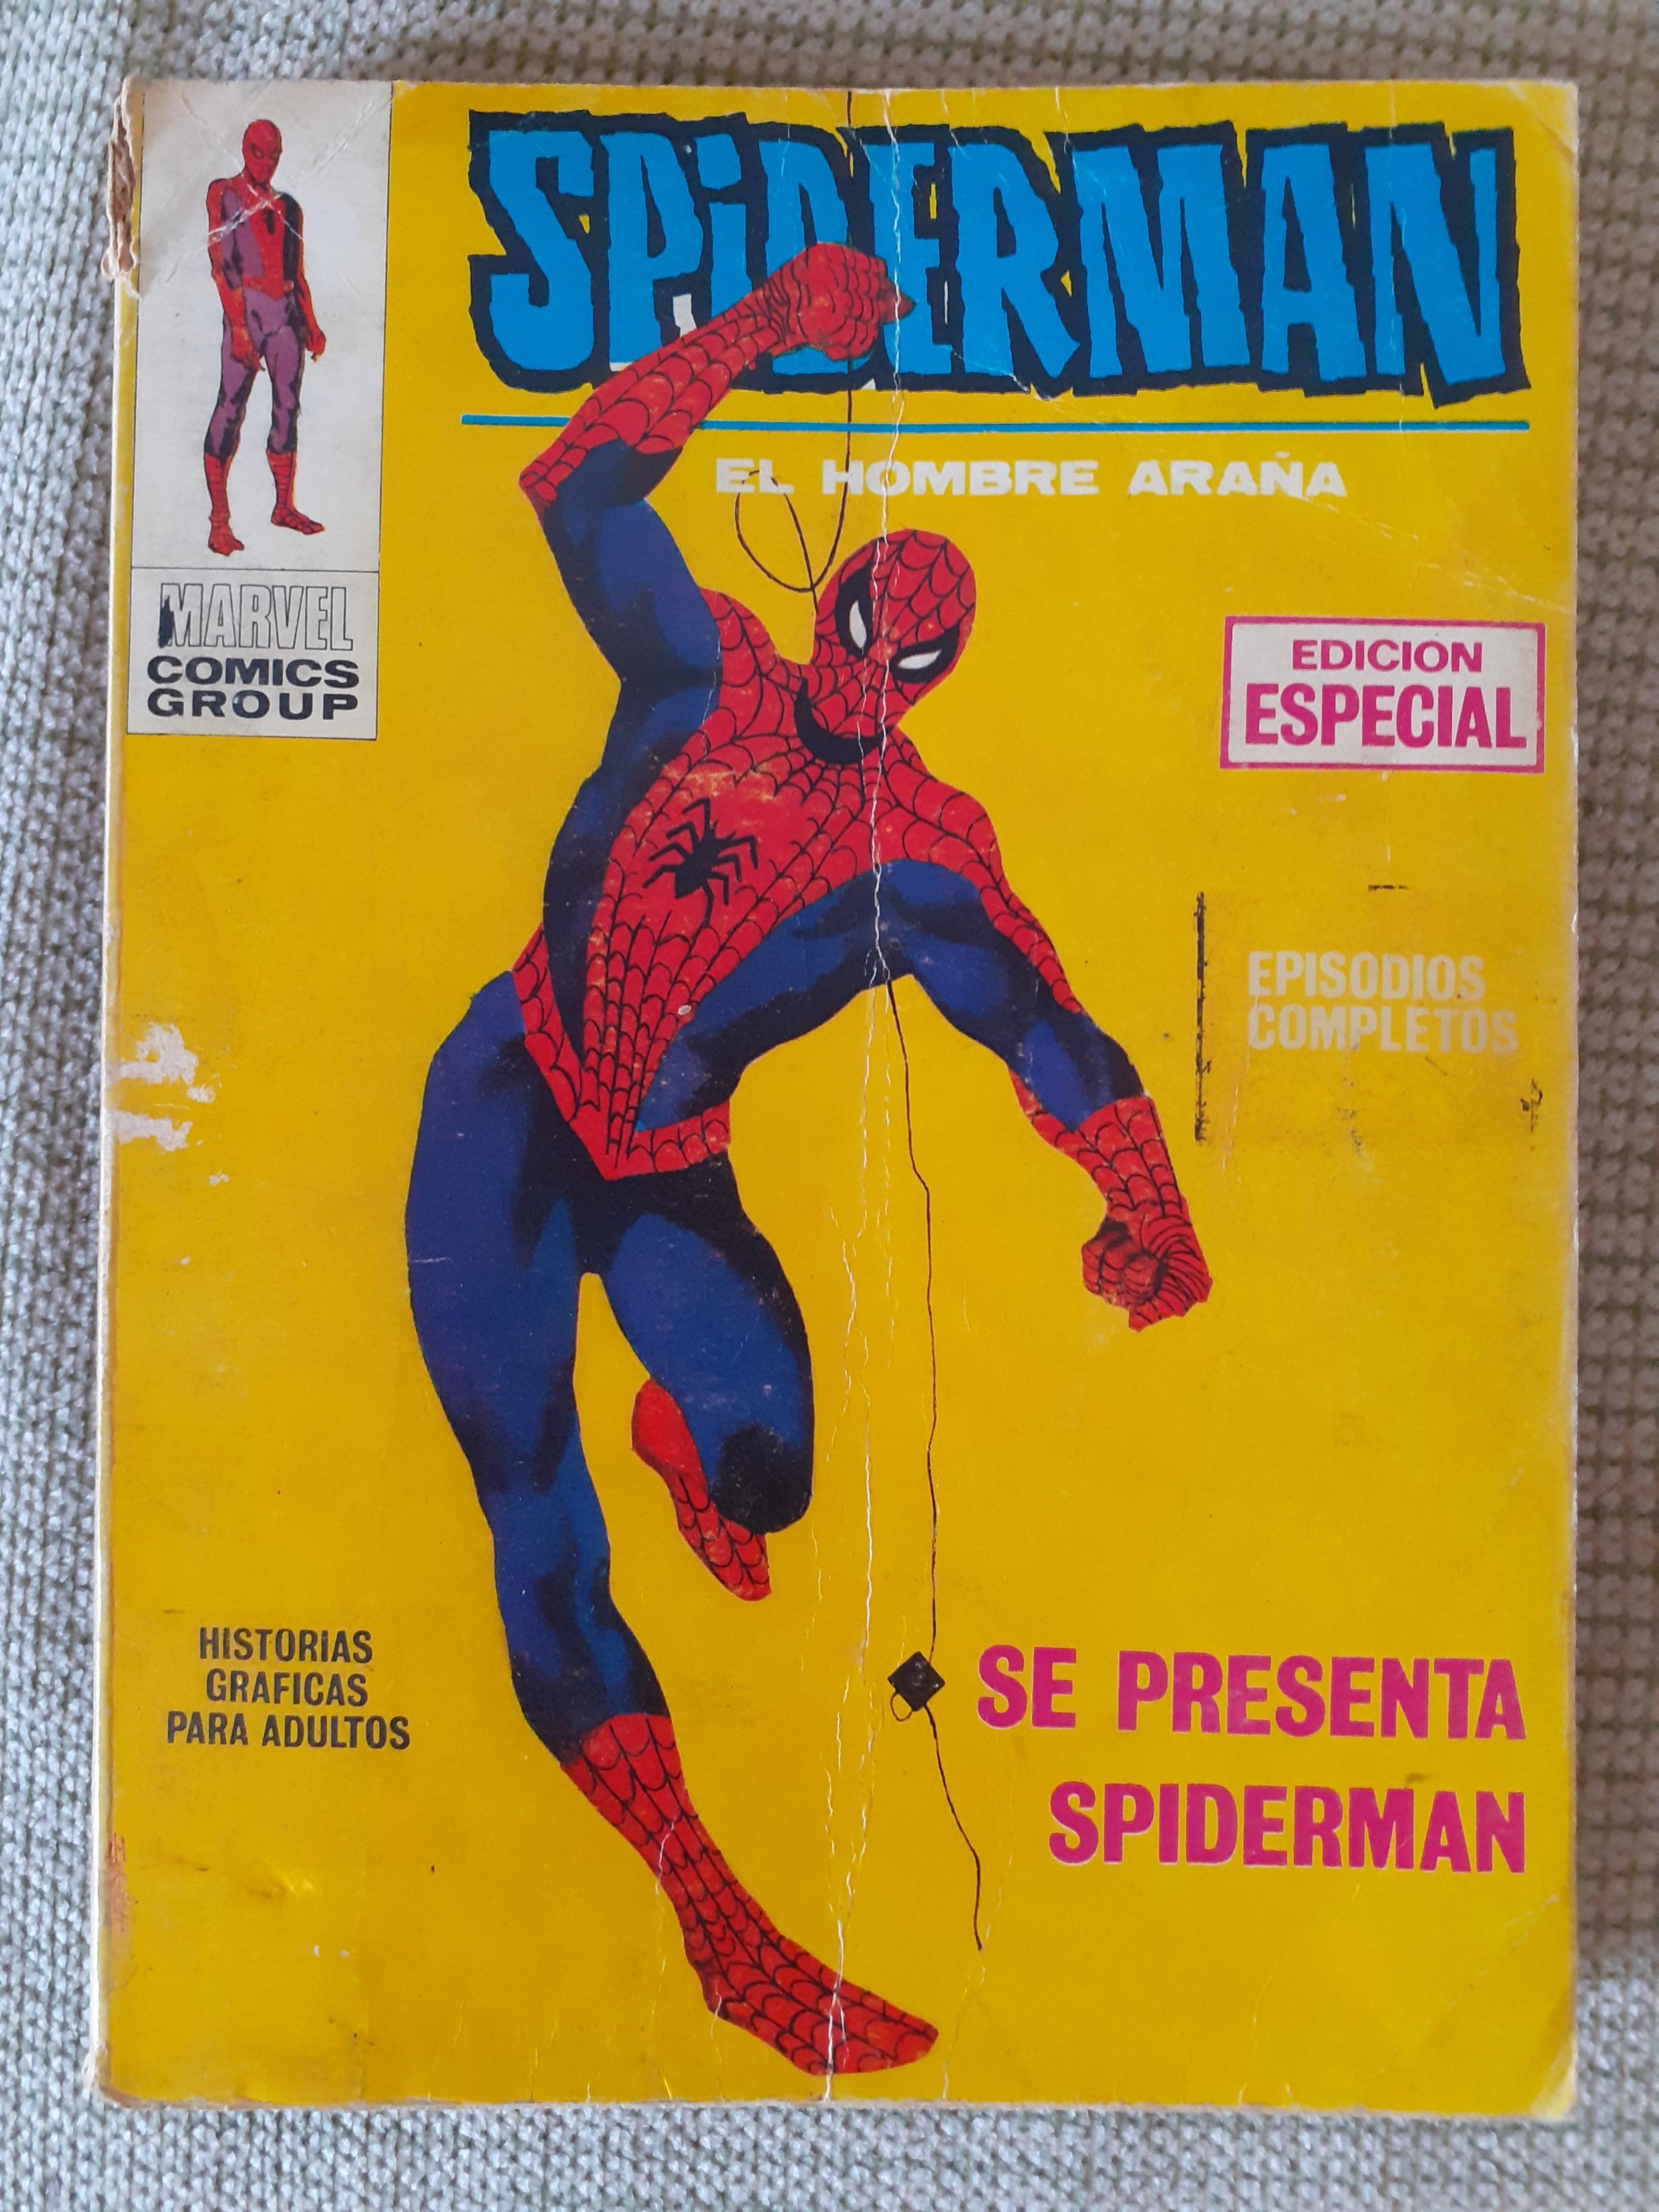 SPiDERMAN
EL HOMBRE ARAÑA
MARVEL
COMICS
GROUP
EDICION
ESPECIAL
EPISODIOS
COMPLETOS
HISTORIAS
GRAFICAS
PARA ADULTOS
SE PRESENTA
SPIDERMAN